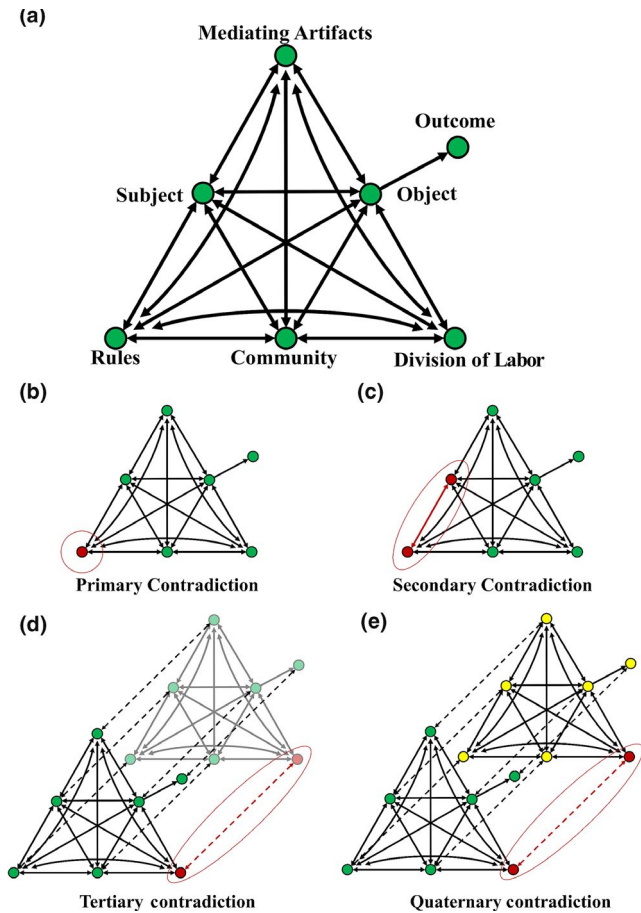 (a)
Mediating Artifacts
Outcome
Subject
Object
Rules
Community
Division of Labor
(b)
(c)
Primary Contradiction
Secondary Contradiction
(d)
(e)
Tertiary contradiction
Quaternary contradiction